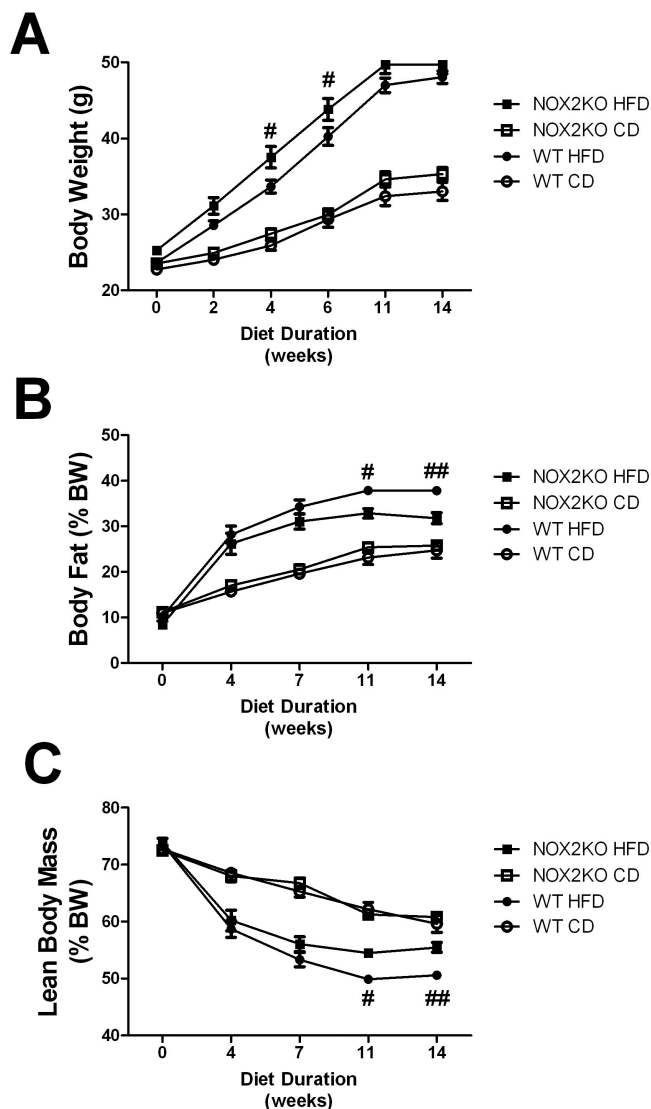 A
Body Weight (g)
50
40
30
20
#
#
0 2 4 6 11 14
Diet Duration
(weeks)
NOX2KO HFD
NOX2KO CD
WT HFD
WT CD
B
Body Fat (% BW)
50
40
30
20
10
0
#
##
0 4 7 11 14
Diet Duration
(weeks)
NOX2KO HFD
NOX2KO CD
WT HFD
WT CD
C
Lean Body Mass
(% BW)
80
70
60
50
40
#
##
0 4 7 11 14
Diet Duration
(weeks)
NOX2KO HFD
NOX2KO CD
WT HFD
WT CD